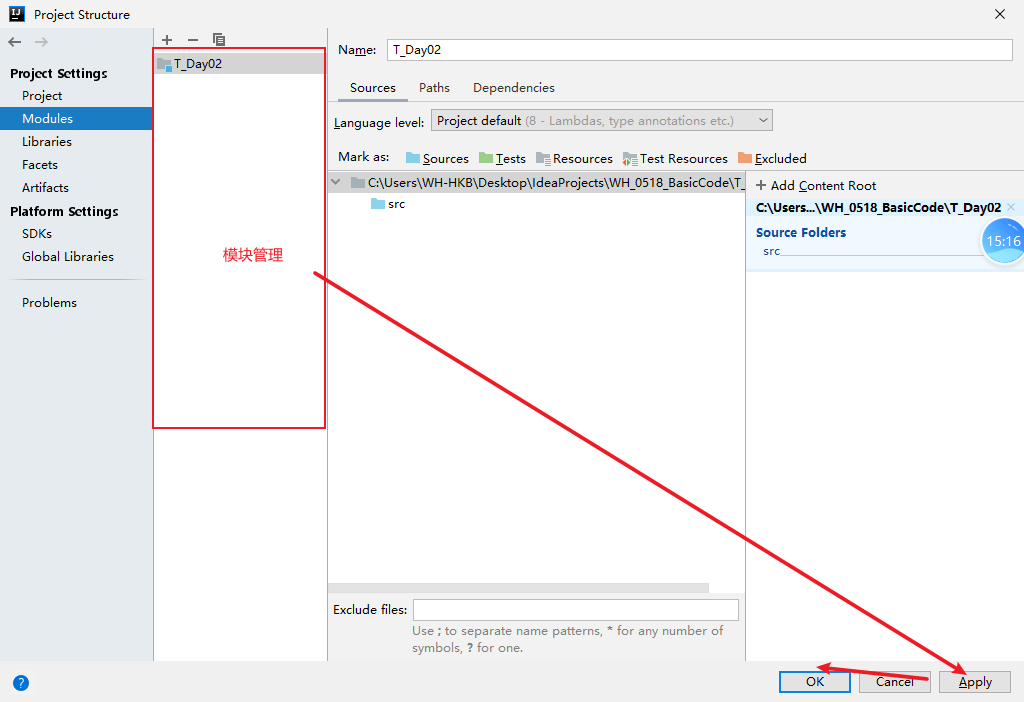 Project Structure
Project Settings
Project
Modules
Libraries
Facets
Artifacts
Platform Settings
SDKs
Global Libraries
Problems
T_Day02
模块管理
Name: T_Day02
Sources Paths Dependencies
Language level: Project default (8 - Lambdas, type annotations etc.)
Mark as: Sources Tests Resources Test Resources Excluded
C:\Users\WH-HKB\Desktop\IdeaProjects\WH_0518_BasicCode\T_
src
+ Add Content Root
C:\Users...\WH_0518_BasicCode\T_Day02
Source Folders
src
15:16
Exclude files:
Use ; to separate name patterns, * for any number of
symbols, ? for one.
?
OK Cancel Apply